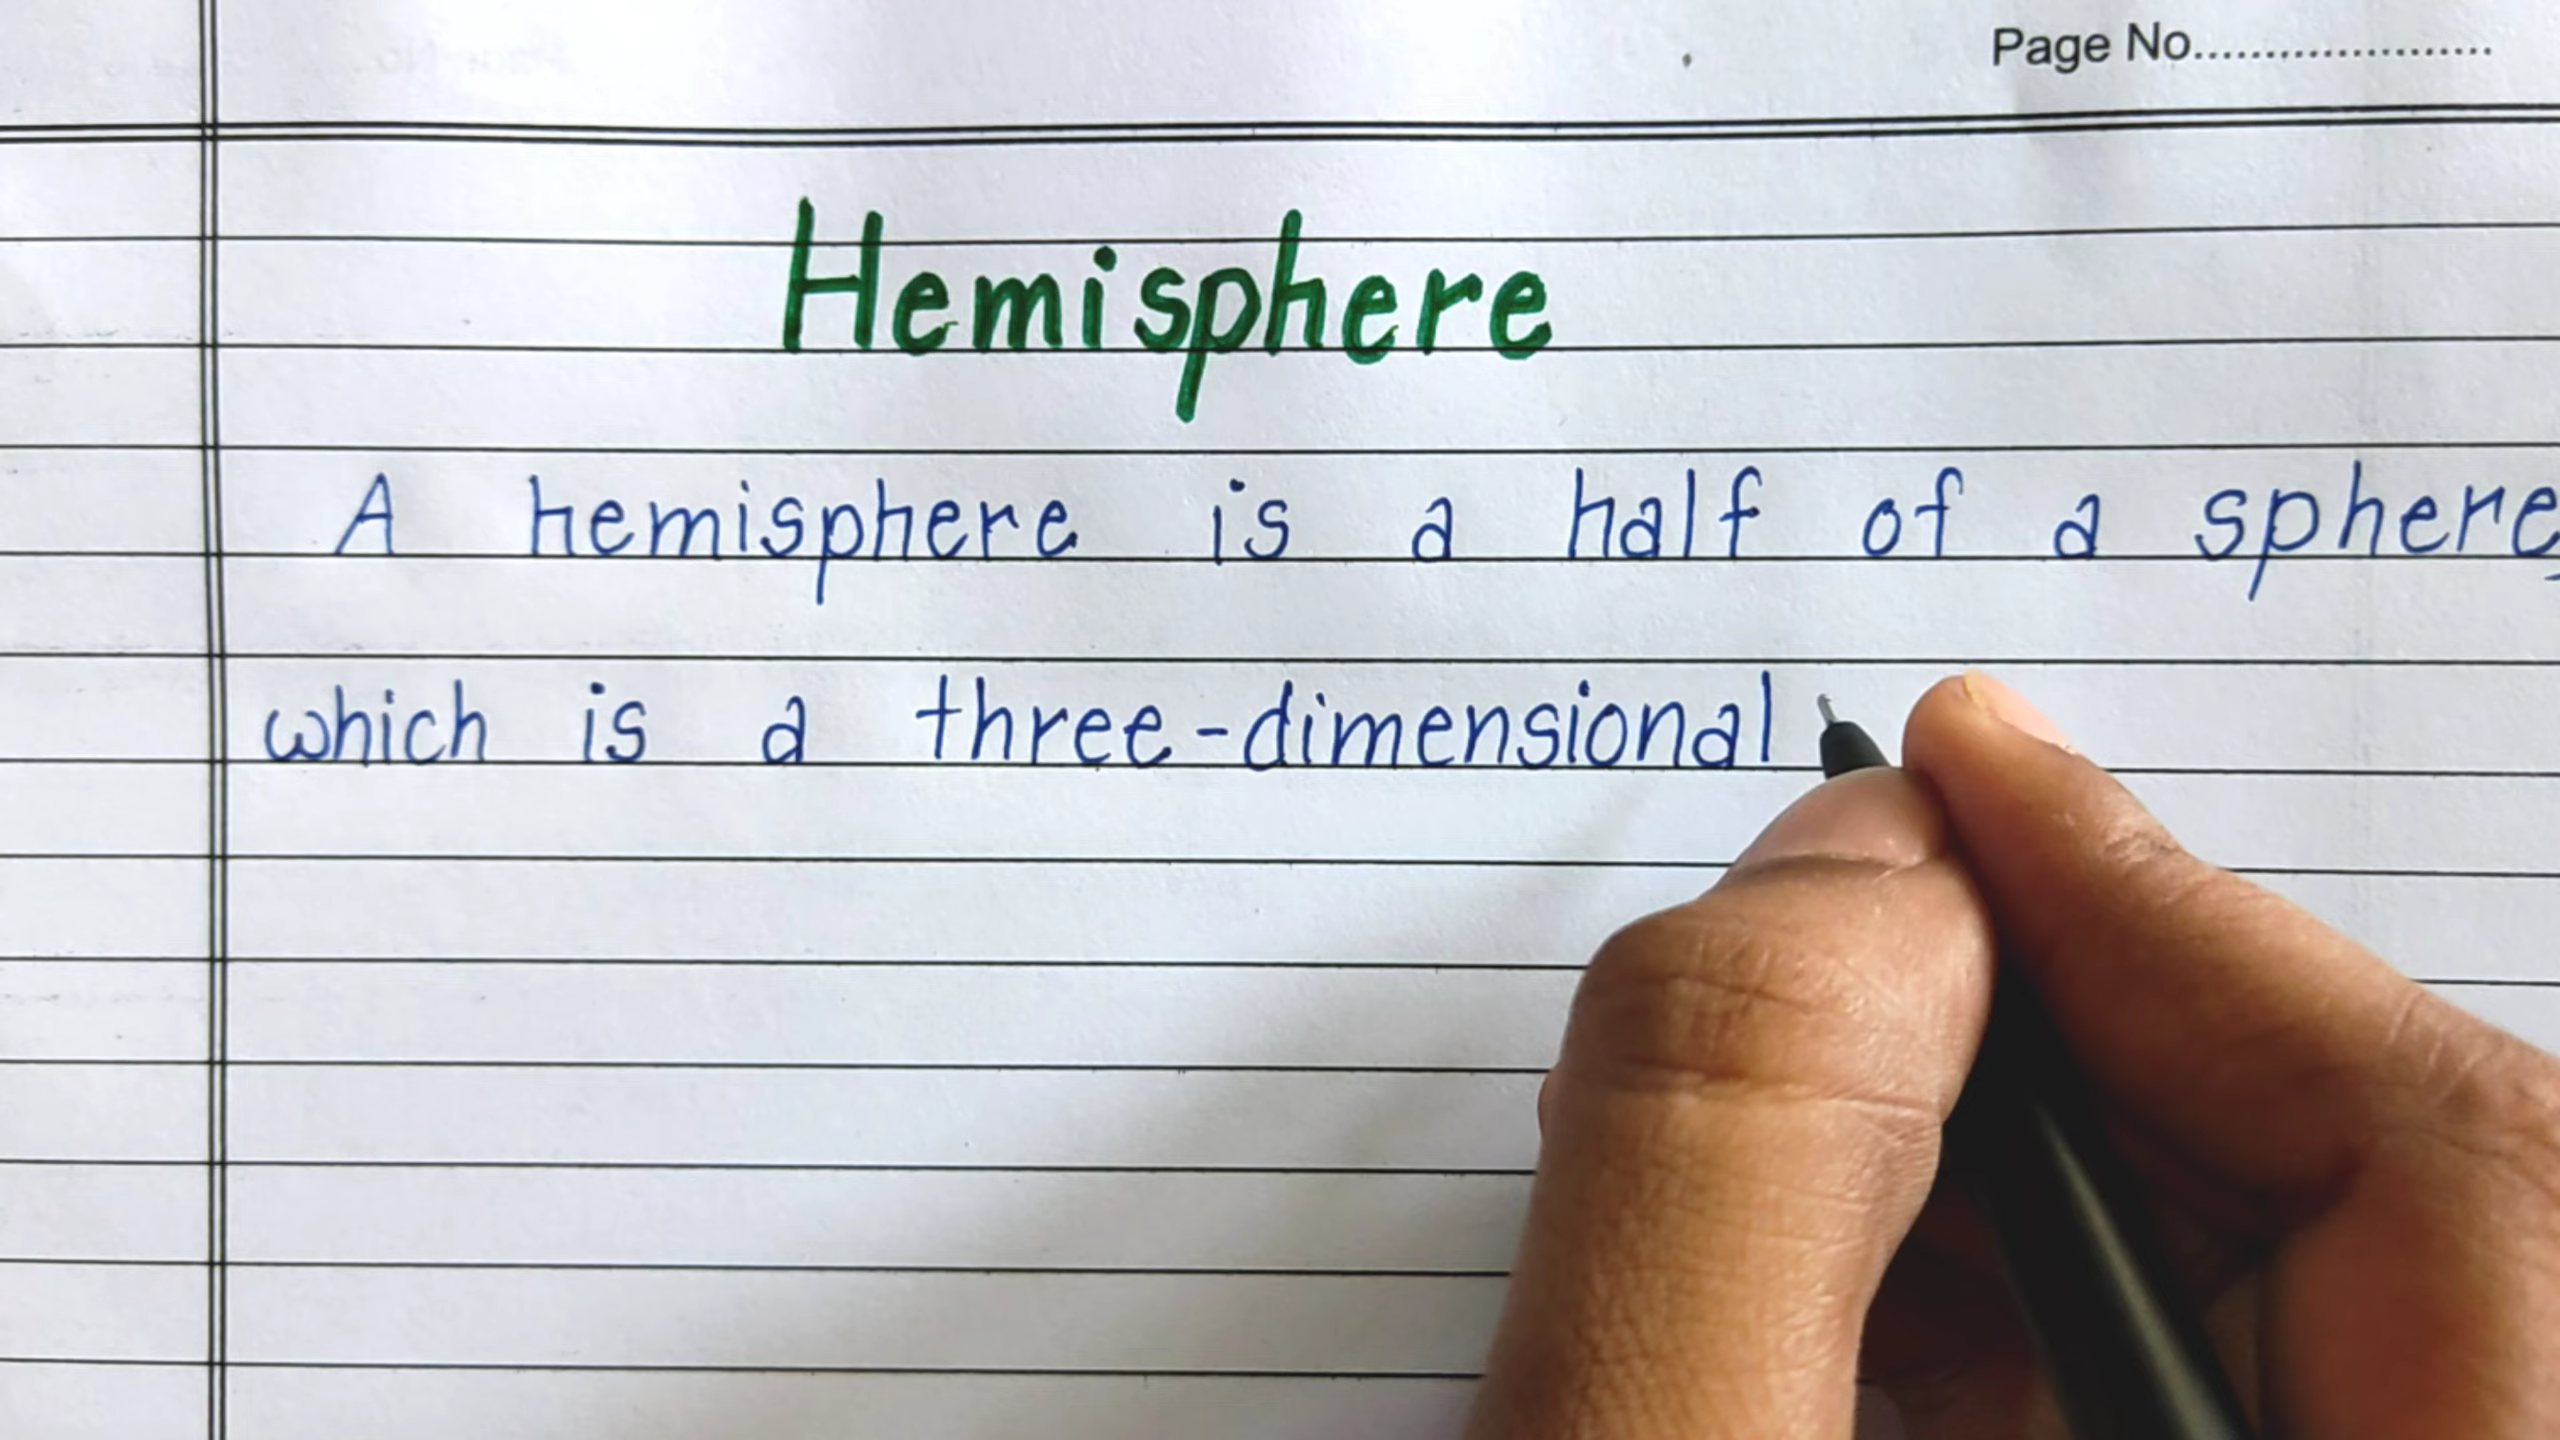 Page No.....................
Hemisphere
A hemisphere is a half of a sphere,
which is a three-dimensional